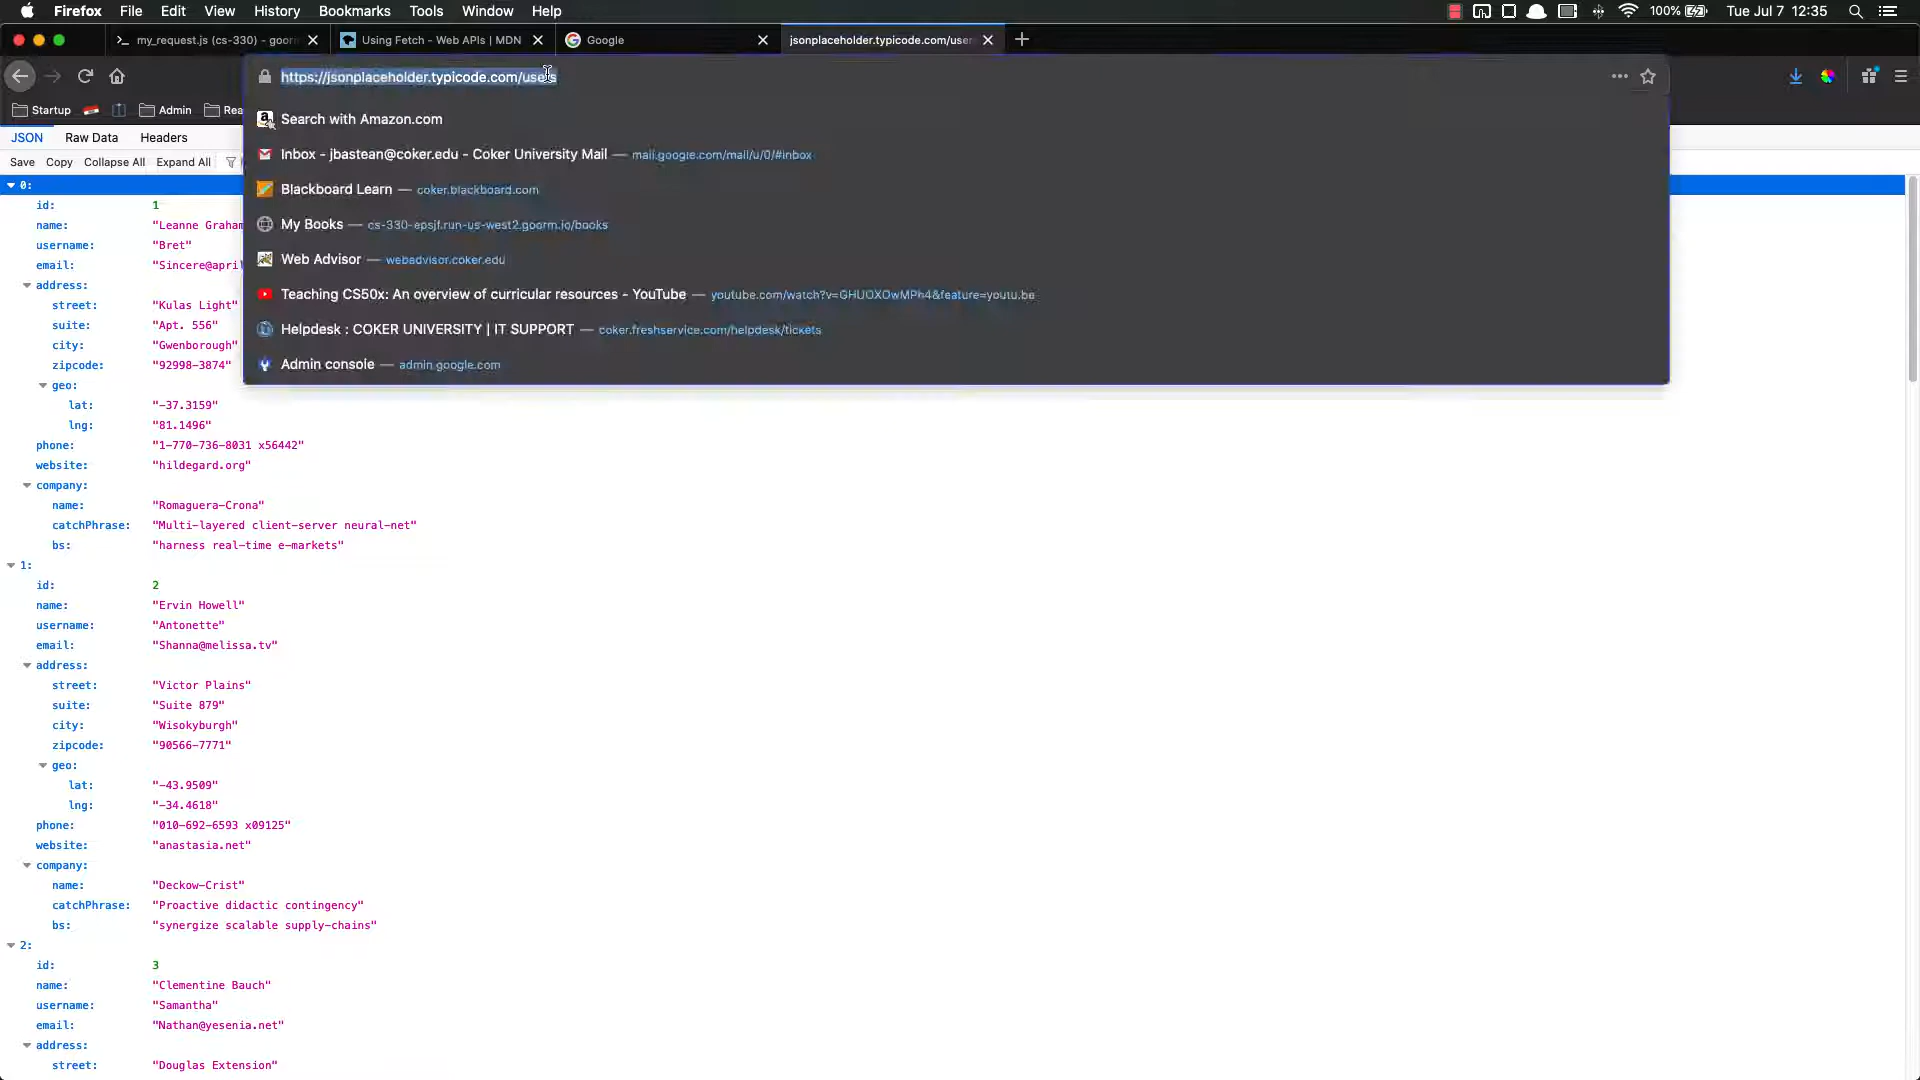 Firefox File Edit View History Bookmarks Tools Window Help 100% Tue Jul 7 12:35
my_request.js (cs-330) - goorm Using Fetch - Web APIs | MDN Google jsonplaceholder.typicode.com/user
https://jsonplaceholder.typicode.com/users
Startup Admin Rea
Search with Amazon.com
JSON Raw Data Headers
Inbox - jbastean@coker.edu - Coker University Mail — mail.google.com/mail/u/0/#inbox
Save Copy Collapse All Expand All
0:
Blackboard Learn — coker.blackboard.com
id: 1
name: "Leanne Graham
My Books — cs-330-epsjf.run-us-west2.goorm.io/books
username: "Bret"
email: "Sincere@april
Web Advisor — webadvisor.coker.edu
address:
Teaching CS50x: An overview of curricular resources - YouTube — youtube.com/watch?v=GHUOXOwMPh4&feature=youtu.be
street: "Kulas Light"
suite: "Apt. 556"
Helpdesk : COKER UNIVERSITY | IT SUPPORT — coker.freshservice.com/helpdesk/tickets
city: "Gwenborough"
zipcode: "92998-3874"
Admin console — admin.google.com
geo:
lat: "-37.3159"
lng: "81.1496"
phone: "1-770-736-8031 x56442"
website: "hildegard.org"
company:
name: "Romaguera-Crona"
catchPhrase: "Multi-layered client-server neural-net"
bs: "harness real-time e-markets"
1:
id: 2
name: "Ervin Howell"
username: "Antonette"
email: "Shanna@melissa.tv"
address:
street: "Victor Plains"
suite: "Suite 879"
city: "Wisokyburgh"
zipcode: "90566-7771"
geo:
lat: "-43.9509"
lng: "-34.4618"
phone: "010-692-6593 x09125"
website: "anastasia.net"
company:
name: "Deckow-Crist"
catchPhrase: "Proactive didactic contingency"
bs: "synergize scalable supply-chains"
2:
id: 3
name: "Clementine Bauch"
username: "Samantha"
email: "Nathan@yesenia.net"
address:
street: "Douglas Extension"